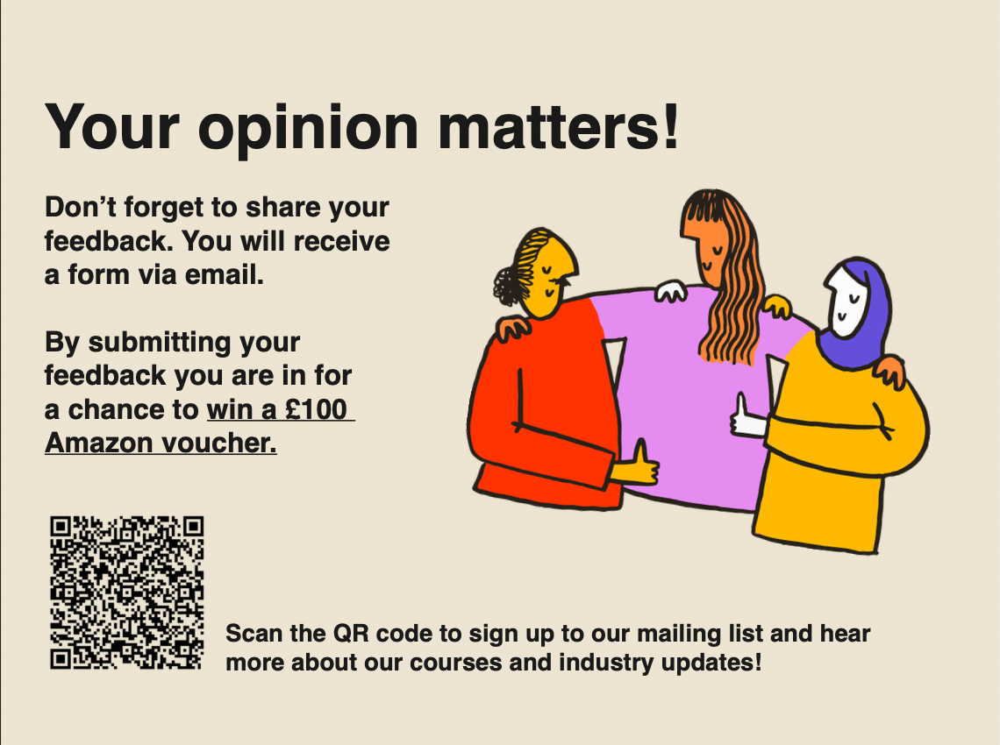 Your opinion matters!
Don’t forget to share your
feedback. You will receive
a form via email.
By submitting your
feedback you are in for
a chance to win a £100
Amazon voucher.
Scan the QR code to sign up to our mailing list and hear
more about our courses and industry updates!